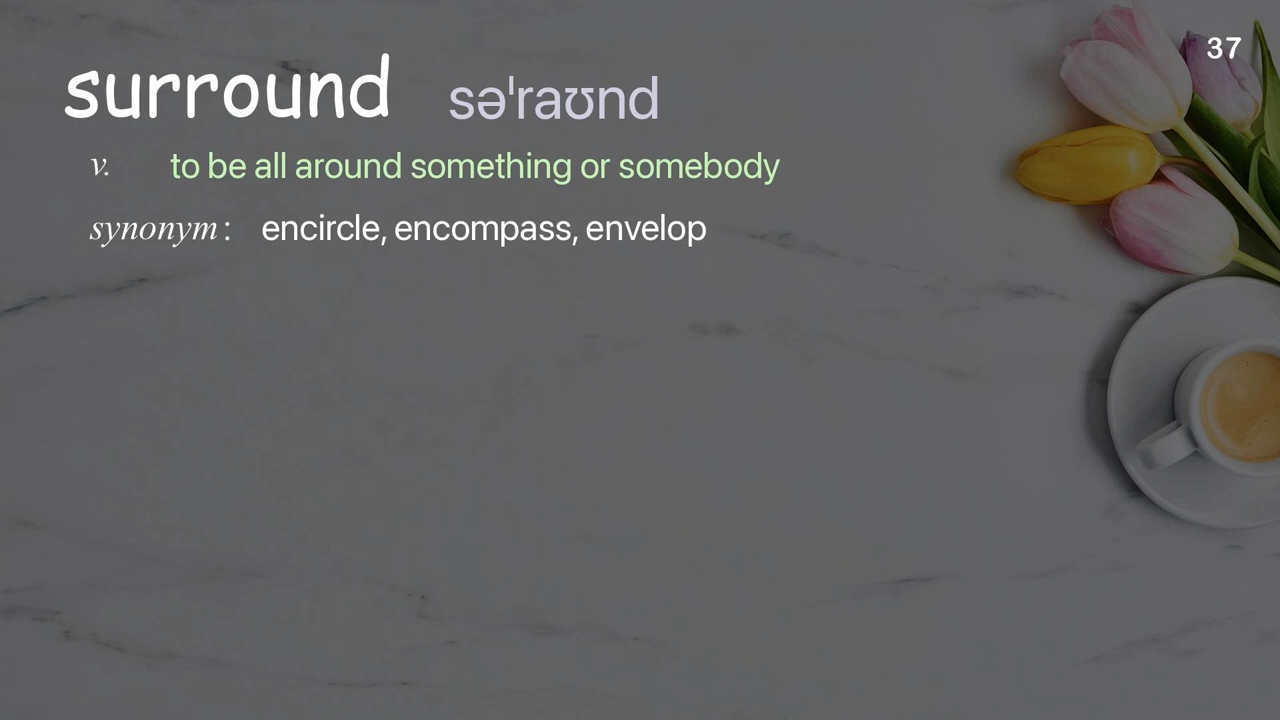 37
surround səˈraʊnd
v. to be all around something or somebody
synonym: encircle, encompass, envelop